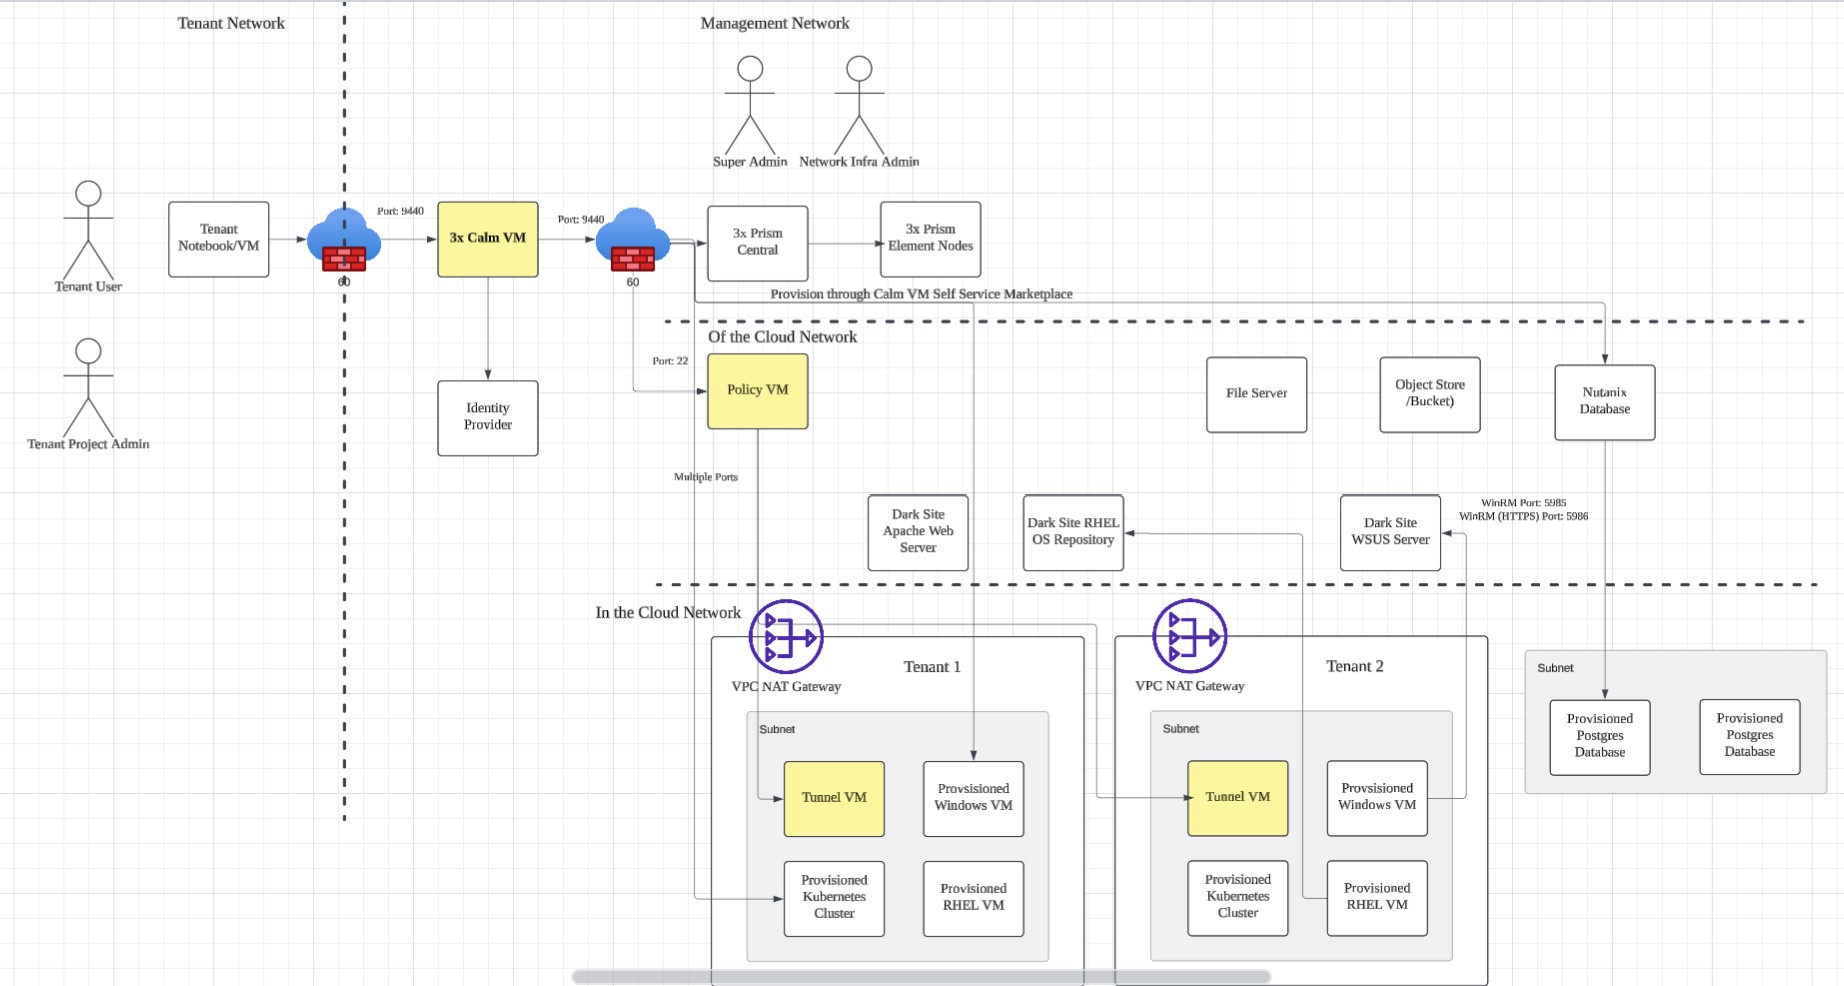 Tenant Network
Management Network
Super Admin
Network Infra Admin
Tenant User
Tenant
Notebook/VM
60
Port: 9440
3x Calm VM
Port: 9440
60
3x Prism
Central
3x Prism
Element Nodes
Provision through Calm VM Self Service Marketplace
Tenant Project Admin
Identity
Provider
Of the Cloud Network
Port: 22
Policy VM
File Server
Object Store
/Bucket)
Nutanix
Database
Multiple Ports
Dark Site
Apache Web
Server
Dark Site RHEL
OS Repository
Dark Site
WSUS Server
WinRM Port: 5985
WinRM (HTTPS) Port: 5986
In the Cloud Network
VPC NAT Gateway
Tenant 1
Subnet
Tunnel VM
Provsisioned
Windows VM
Provisioned
Kubernetes
Cluster
Provisioned
RHEL VM
VPC NAT Gateway
Tenant 2
Subnet
Tunnel VM
Provsisioned
Windows VM
Provisioned
Kubernetes
Cluster
Provisioned
RHEL VM
Subnet
Provisioned
Postgres
Database
Provisioned
Postgres
Database